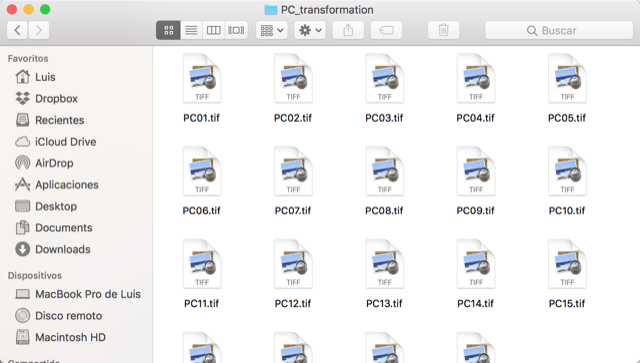 PC_transformation
Buscar
Favoritos
Luis
Dropbox
Recientes
iCloud Drive
AirDrop
Aplicaciones
Desktop
Documents
Downloads
Dispositivos
MacBook Pro de Luis
Disco remoto
Macintosh HD
Compartido
TIFF TIFF TIFF TIFF TIFF
PC01.tif PC02.tif PC03.tif PC04.tif PC05.tif
TIFF TIFF TIFF TIFF TIFF
PC06.tif PC07.tif PC08.tif PC09.tif PC10.tif
TIFF TIFF TIFF TIFF TIFF
PC11.tif PC12.tif PC13.tif PC14.tif PC15.tif